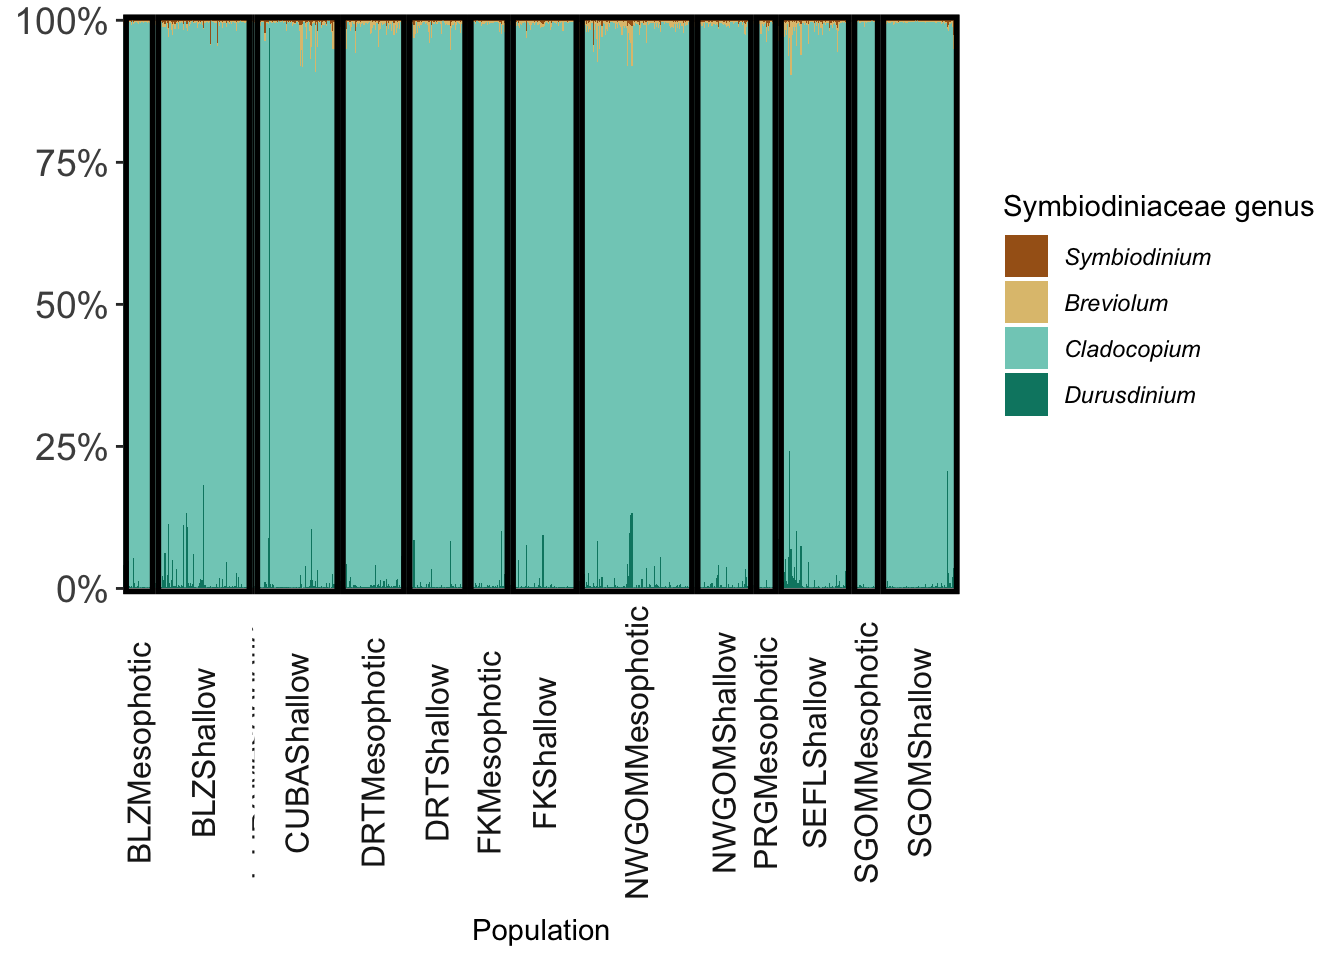 100%
75%
50%
25%
0%
BLZMesophotic
BLZShallow
CUBAShallow
DRTMesophotic
DRTShallow
FKMesophotic
FKShallow
NWGOMMesophotic
NWGOMShallow
PRGMesophotic
SEFLShallow
SGOMMesophotic
SGOMShallow
Population
Symbiodiniaceae genus
Symbiodinium
Breviolum
Cladocopium
Durusdinium